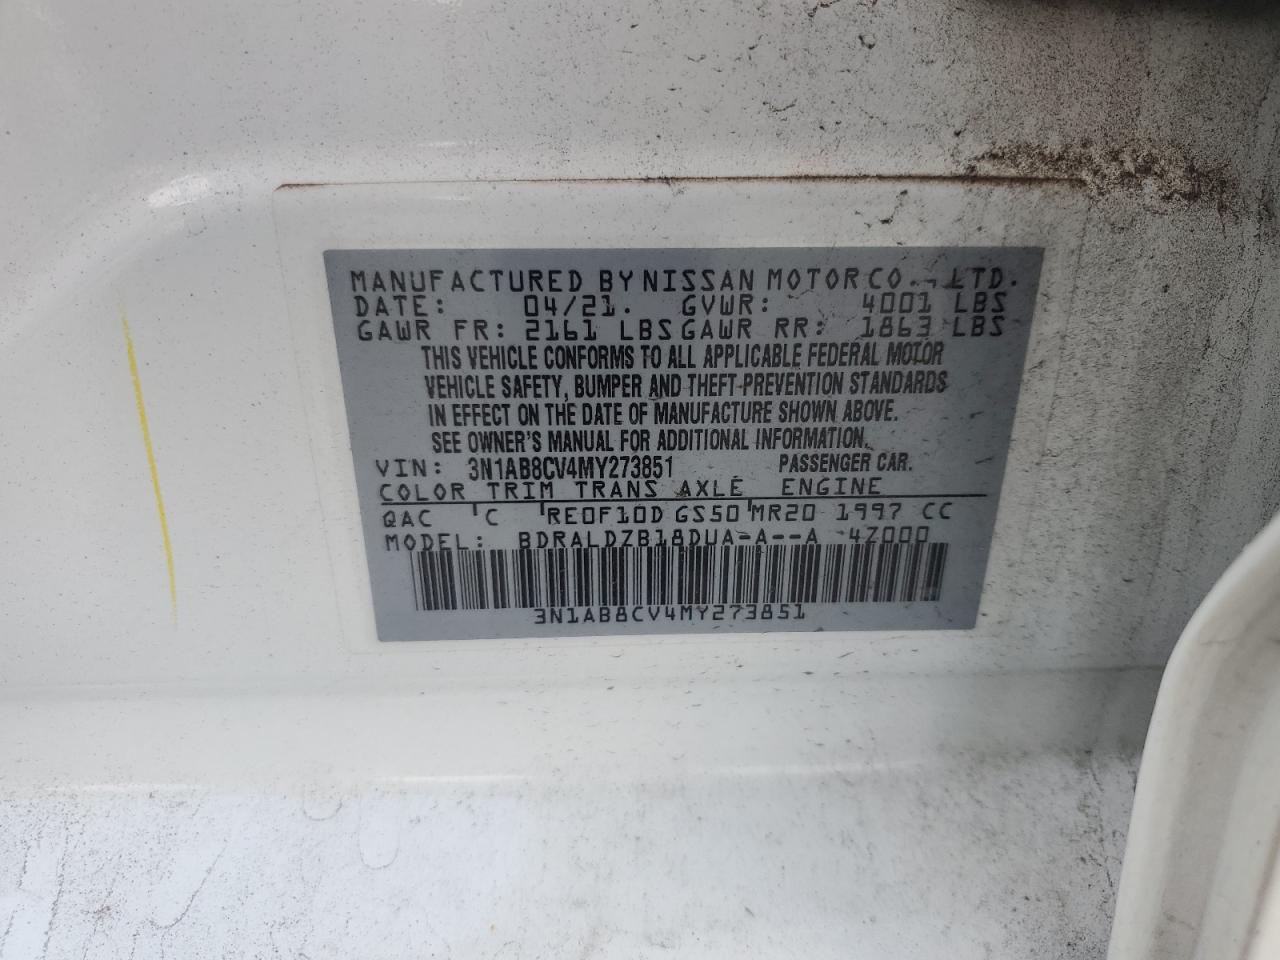 MANUFACTURED BY NISSAN MOTOR CO., LTD.
DATE: 04/21. GVWR: 4001 LBS
GAWR FR: 2161 LBS GAWR RR: 1863 LBS
THIS VEHICLE CONFORMS TO ALL APPLICABLE FEDERAL MOTOR
VEHICLE SAFETY, BUMPER AND THEFT-PREVENTION STANDARDS
IN EFFECT ON THE DATE OF MANUFACTURE SHOWN ABOVE.
SEE OWNER'S MANUAL FOR ADDITIONAL INFORMATION.
VIN: 3N1AB8CV4MY273851 PASSENGER CAR.
COLOR TRIM TRANS AXLE ENGINE
QAC C RE0F10D GS50 MR20 1997 CC
MODEL: BDRALDZB18DUA-A--A 4Z000
3N1AB8CV4MY273851